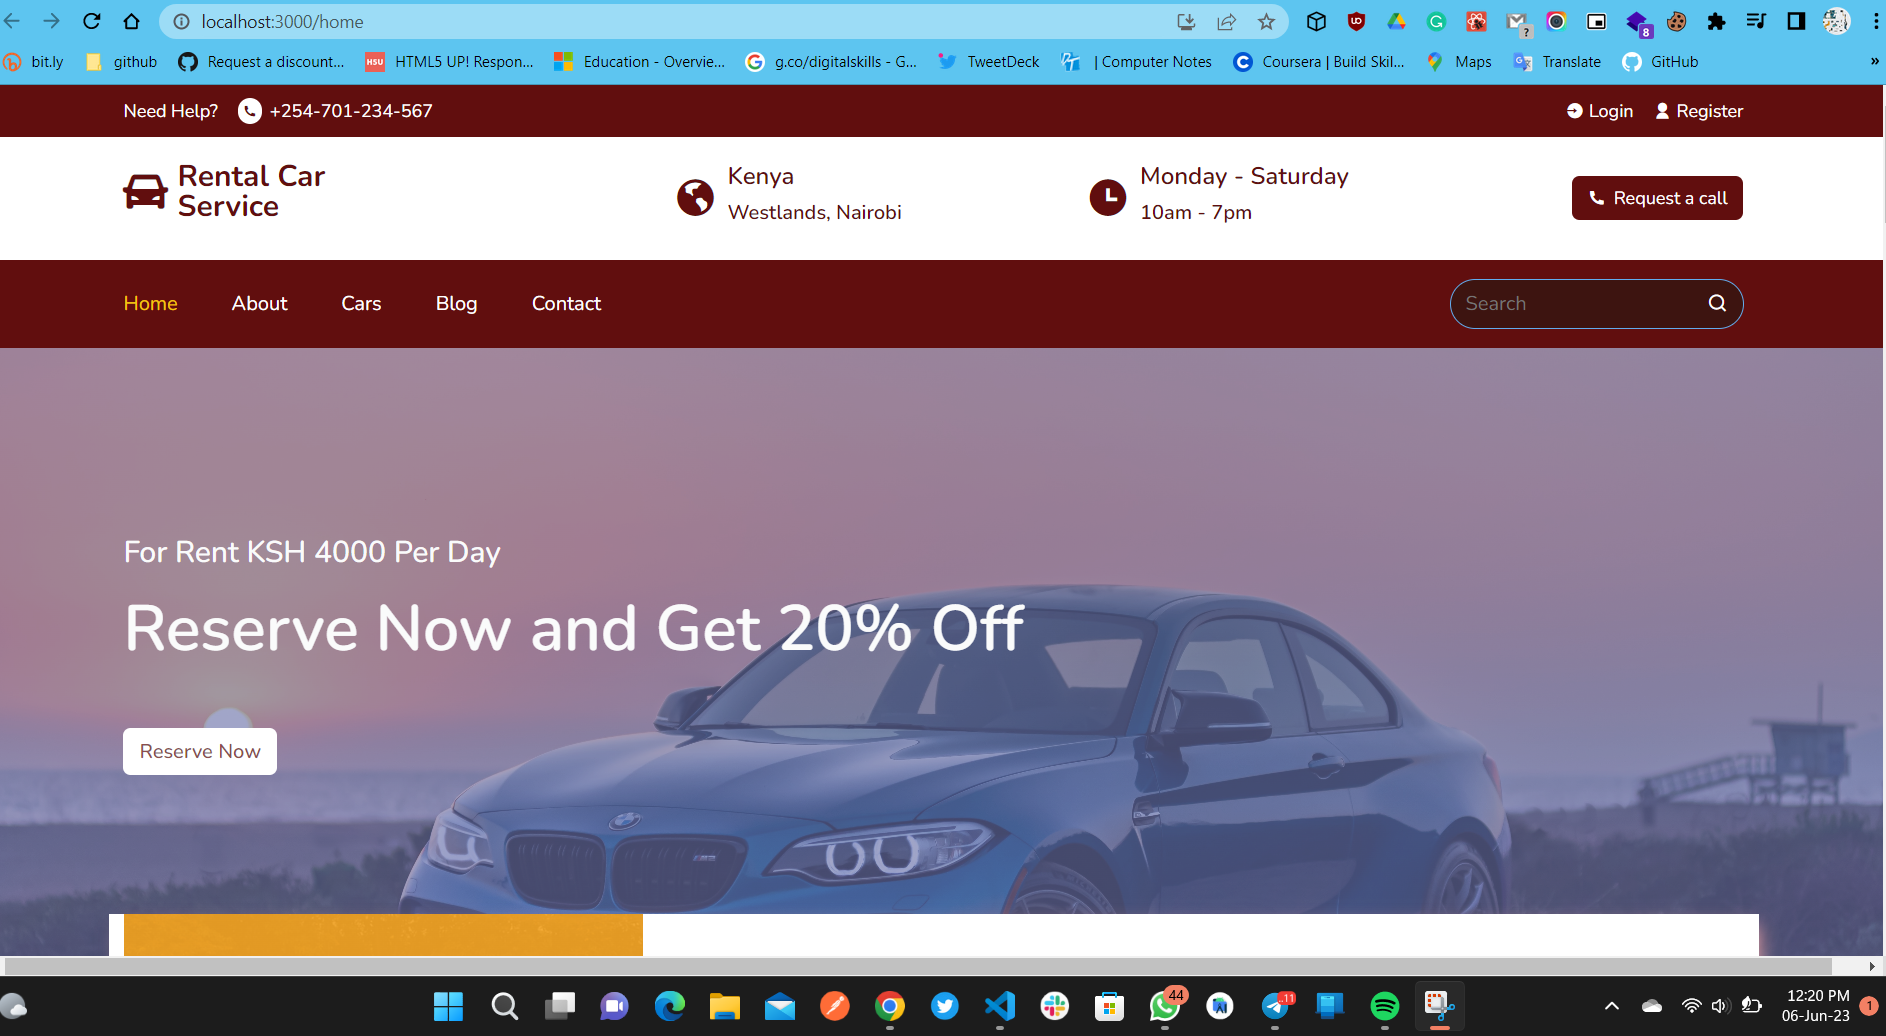 localhost:3000/home
8
bit.ly
github
Request a discount...
HSU
HTML5 UP! Respon...
Education - Overvie...
g.co/digitalskills - G...
TweetDeck
| Computer Notes
Coursera | Build Skil...
Maps
Translate
GitHub
»
Need Help?
+254-701-234-567
Login
Register
Rental Car
Service
Kenya
Westlands, Nairobi
Monday - Saturday
10am - 7pm
Request a call
Home
About
Cars
Blog
Contact
Search
For Rent KSH 4000 Per Day
Reserve Now and Get 20% Off
Reserve Now
44
..11
12:20 PM
06-Jun-23
1